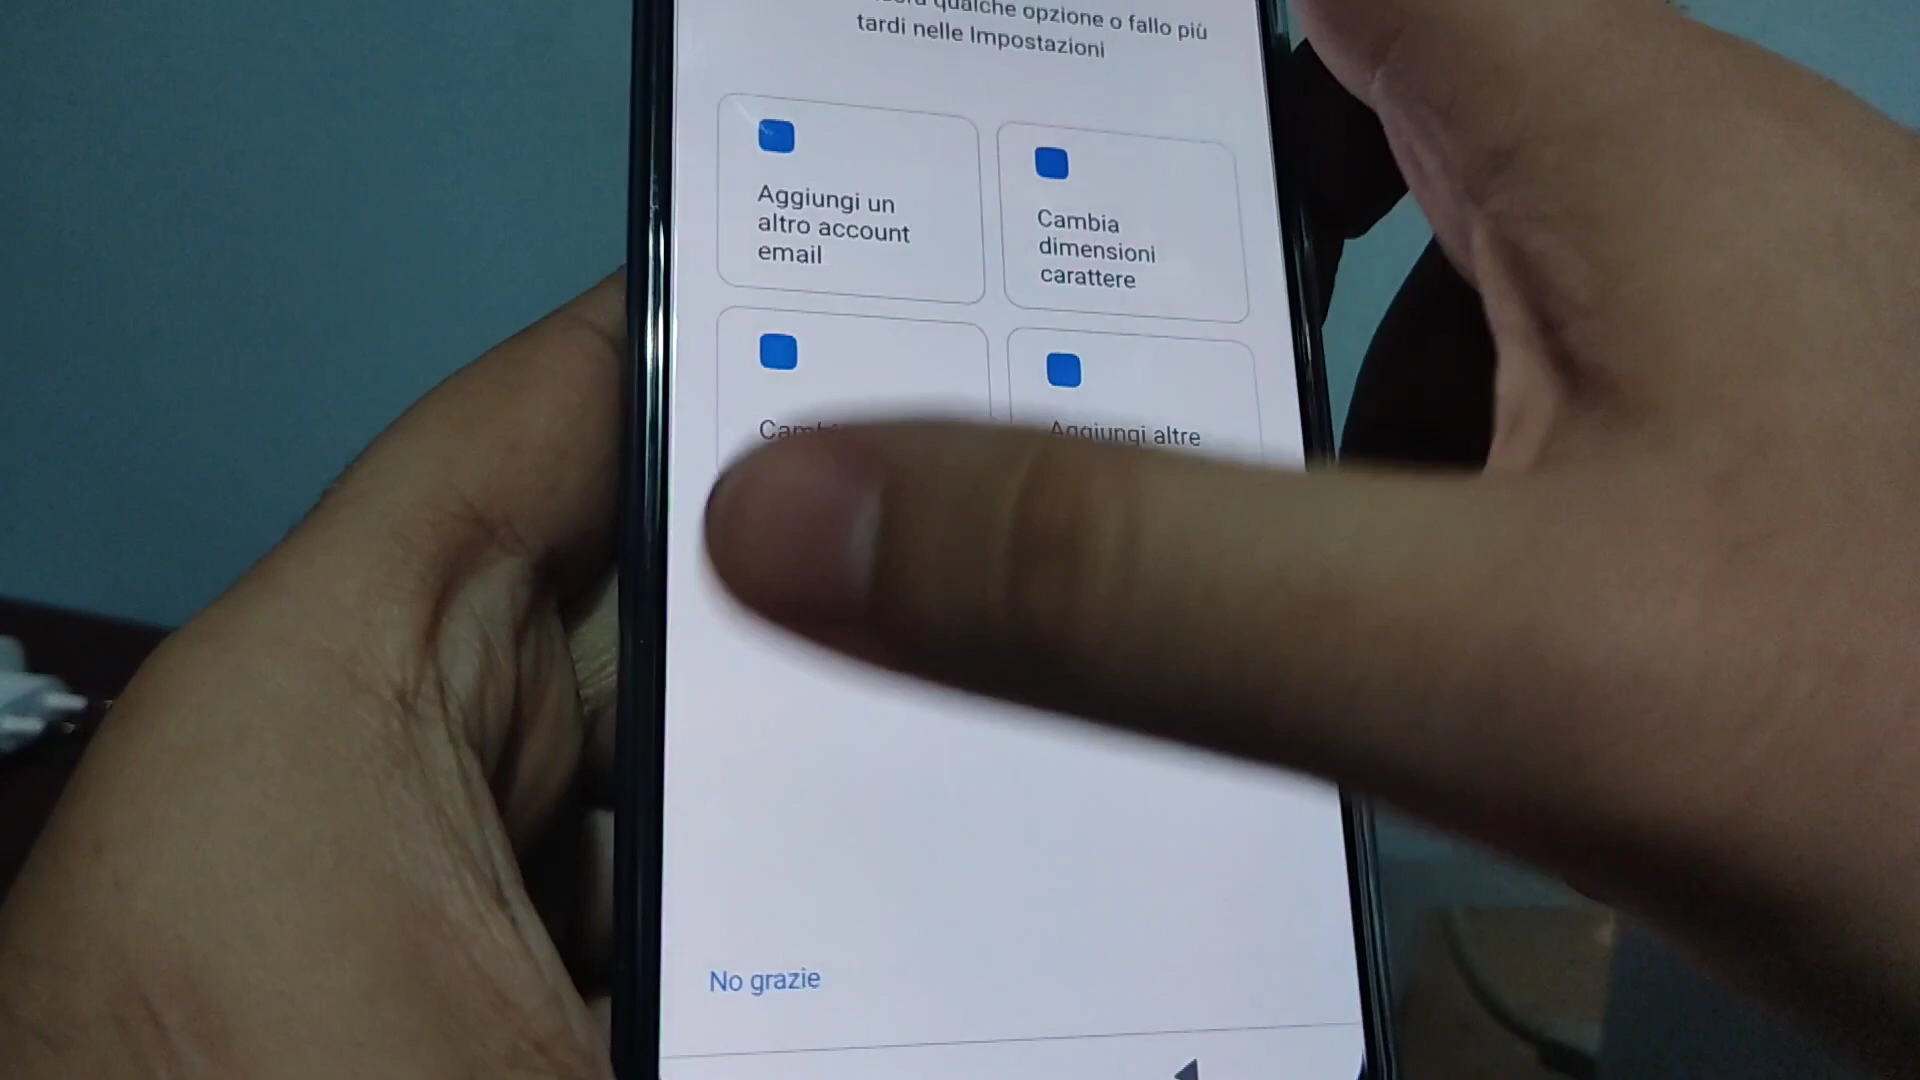 qualche opzione o fallo più
tardi nelle Impostazioni
Aggiungi un
altro account
email
Cambia
dimensioni
carattere
Aggiungi altre
No grazie